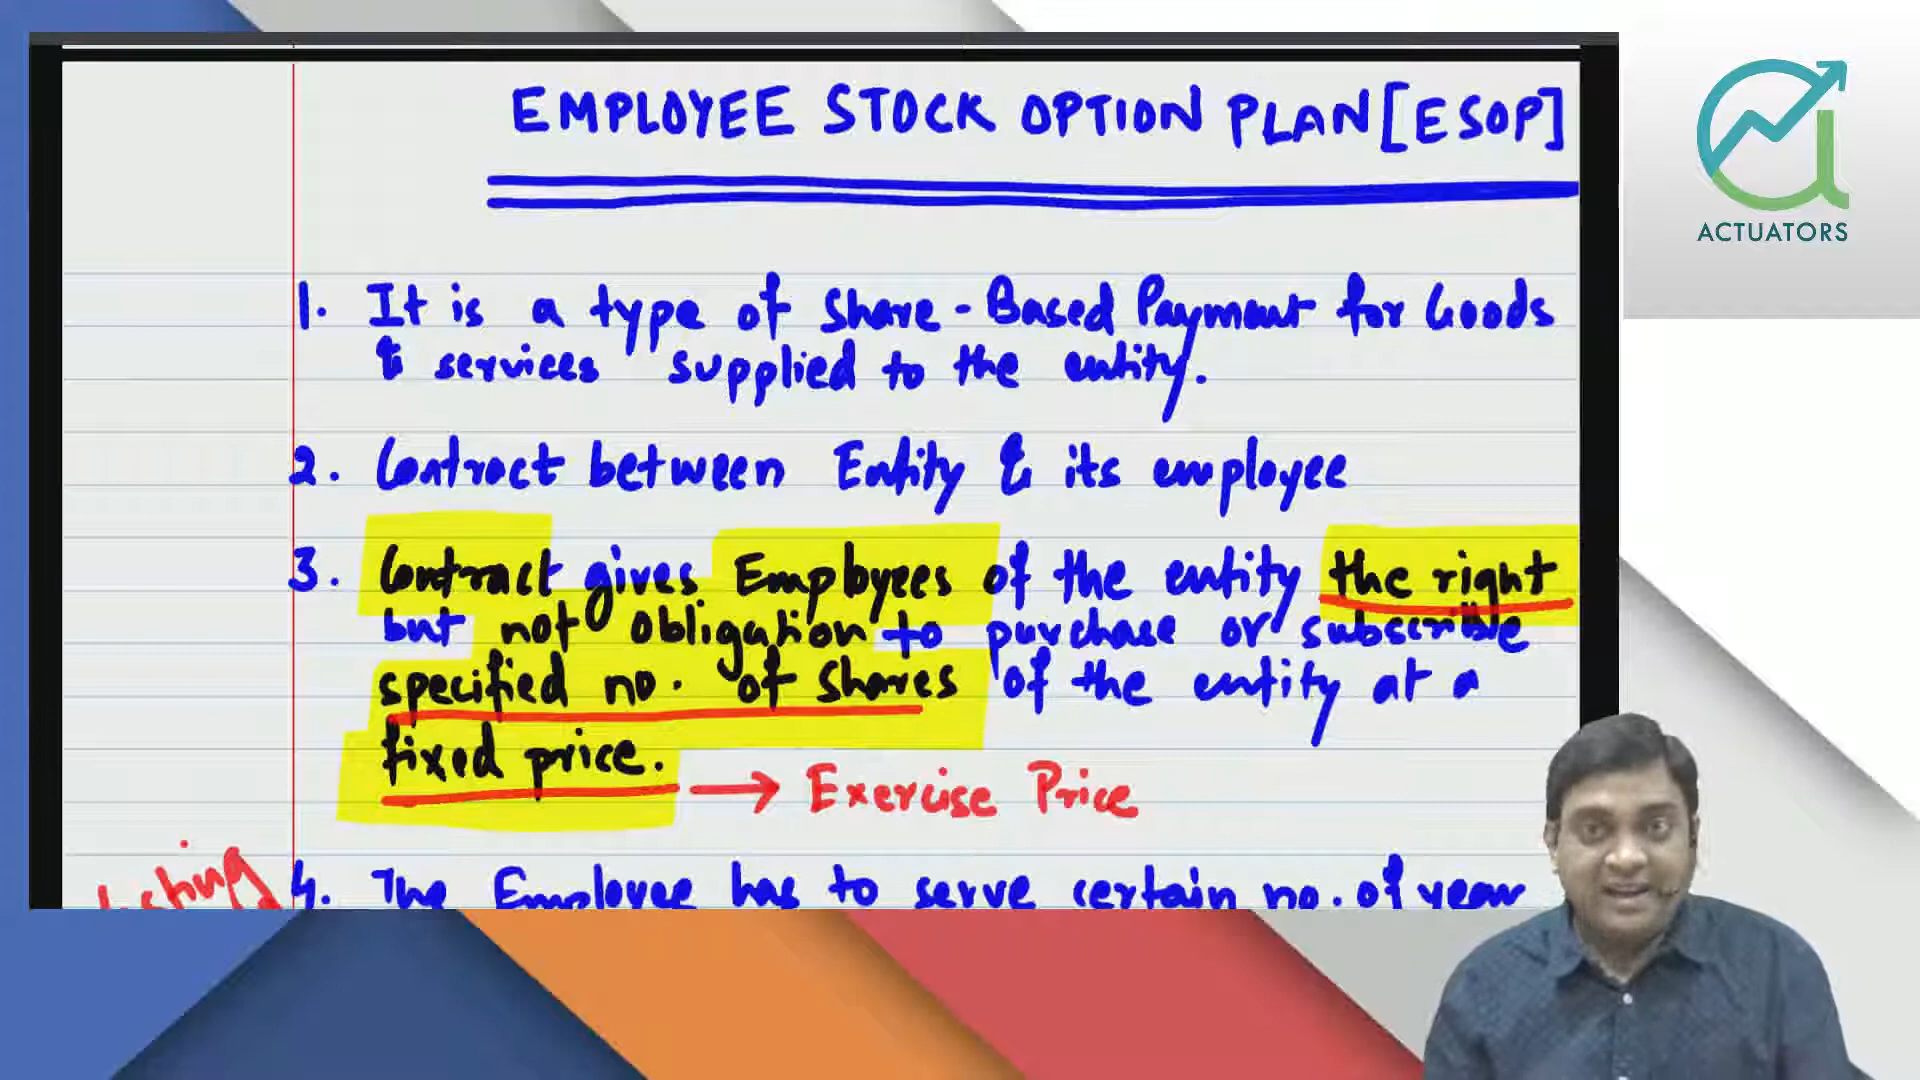 EMPLOYEE STOCK OPTION PLAN [ESOP]
ACTUATORS
1. It is a type of Share-Based Payment for Goods
& services supplied to the entity.
2. Contract between Entity & its employee
3. Contract gives Employees of the entity the right
but not obligation to purchase or subscrible
specified no. of shares of the entity at a
fixed price. → Exercise Price
4. The Employee has to serve certain no. of year